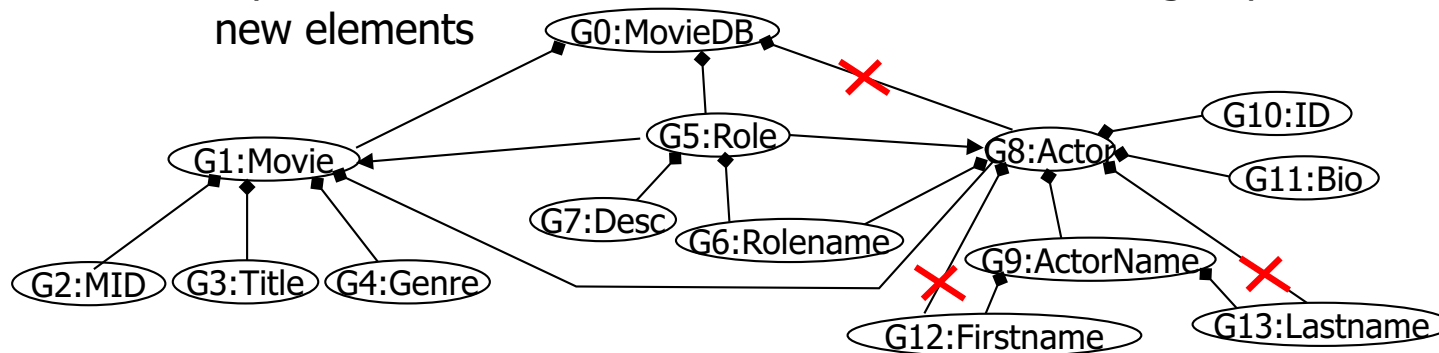 new elements
G0:MovieDB
G10:ID
G5:Role
G1:Movie
G8:Actor
G11:Bio
G7:Desc
G6:Rolename
G9:ActorName
G2:MID
G3:Title
G4:Genre
G12:Firstname
G13:Lastname